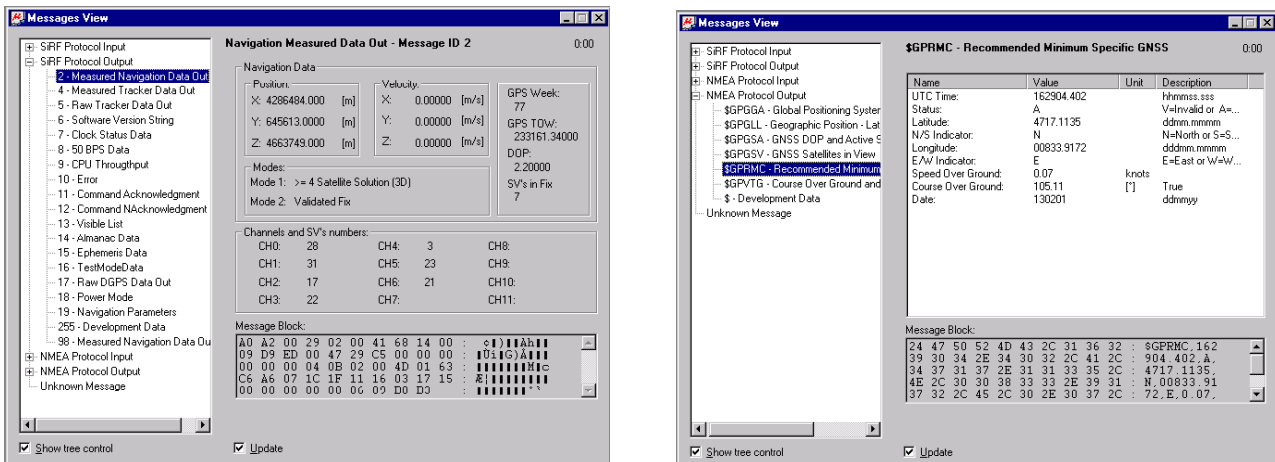 Messages View
SiRF Protocol Input
SiRF Protocol Output
2 - Measured Navigation Data Out
4 - Measured Tracker Data Out
5 - Raw Tracker Data Out
6 - Software Version String
7 - Clock Status Data
8 - 50 BPS Data
9 - CPU Throughtput
10 - Error
11 - Command Acknowledgment
12 - Command NAcknowledgment
13 - Visible List
14 - Almanac Data
15 - Ephemeris Data
16 - TestModeData
17 - Raw DGPS Data Out
18 - Power Mode
19 - Navigation Parameters
255 - Development Data
98 - Measured Navigation Data Ou
NMEA Protocol Input
NMEA Protocol Output
Unknown Message
Show tree control
Navigation Measured Data Out - Message ID 2 0:00
Navigation Data
Position:
X: 4286484.000 [m]
Y: 645613.0000 [m]
Z: 4663749.000 [m]
Velocity:
X: 0.00000 [m/s]
Y: 0.00000 [m/s]
Z: 0.00000 [m/s]
GPS Week:
77
GPS TOW:
233161.34000
DOP:
2.20000
SV's in Fix
7
Modes:
Mode 1: >= 4 Satellite Solution (3D)
Mode 2: Validated Fix
Channels and SV's numbers:
CH0: 28 CH4: 3 CH8:
CH1: 31 CH5: 23 CH9:
CH2: 17 CH6: 21 CH10:
CH3: 22 CH7: CH11:
Message Block:
A0 A2 00 29 02 00 41 68 14 00 :
09 D9 ED 00 47 29 C5 00 00 00 :
00 00 00 04 0B 02 00 4D 01 63 :
C6 A6 07 1C 1F 11 16 03 17 15 :
00 00 00 00 00 06 09 D0 D3 :
Update
Messages View
SiRF Protocol Input
SiRF Protocol Output
NMEA Protocol Input
NMEA Protocol Output
$GPGGA - Global Positioning System
$GPGLL - Geographic Position - Lat
$GPGSA - GNSS DOP and Active S
$GPGSV - GNSS Satellites in View
$GPRMC - Recommended Minimum
$GPVTG - Course Over Ground and
$ - Development Data
Unknown Message
Show tree control
$GPRMC - Recommended Minimum Specific GNSS 0:00
Name Value Unit Description
UTC Time: 162904.402 hhmmss.sss
Status: A V=Invalid or A=...
Latitude: 4717.1135 ddmm.mmmm
N/S Indicator: N N=North or S=S...
Longitude: 00833.9172 dddmm.mmmm
E/W Indicator: E E=East or W=W...
Speed Over Ground: 0.07 knots
Course Over Ground: 105.11 [°] True
Date: 130201 ddmmyy
Message Block:
24 47 50 52 4D 43 2C 31 36 32 : $GPRMC,162
39 30 34 2E 34 30 32 2C 41 2C : 904.402,A,
34 37 31 37 2E 31 31 33 35 2C : 4717.1135,
4E 2C 30 30 38 33 33 2E 39 31 : N,00833.91
37 32 2C 45 2C 30 2E 30 37 2C : 72,E,0.07,
Update